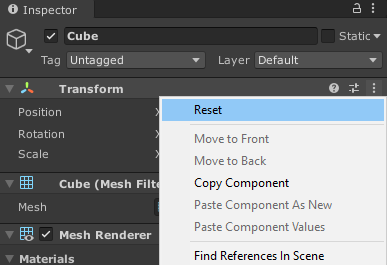 Inspector
Cube
Static
Tag Untagged Layer Default
Transform
Position
Rotation
Scale
Reset
Move to Front
Move to Back
Copy Component
Paste Component As New
Paste Component Values
Find References In Scene
Cube (Mesh Filte
Mesh
Mesh Renderer
Materials